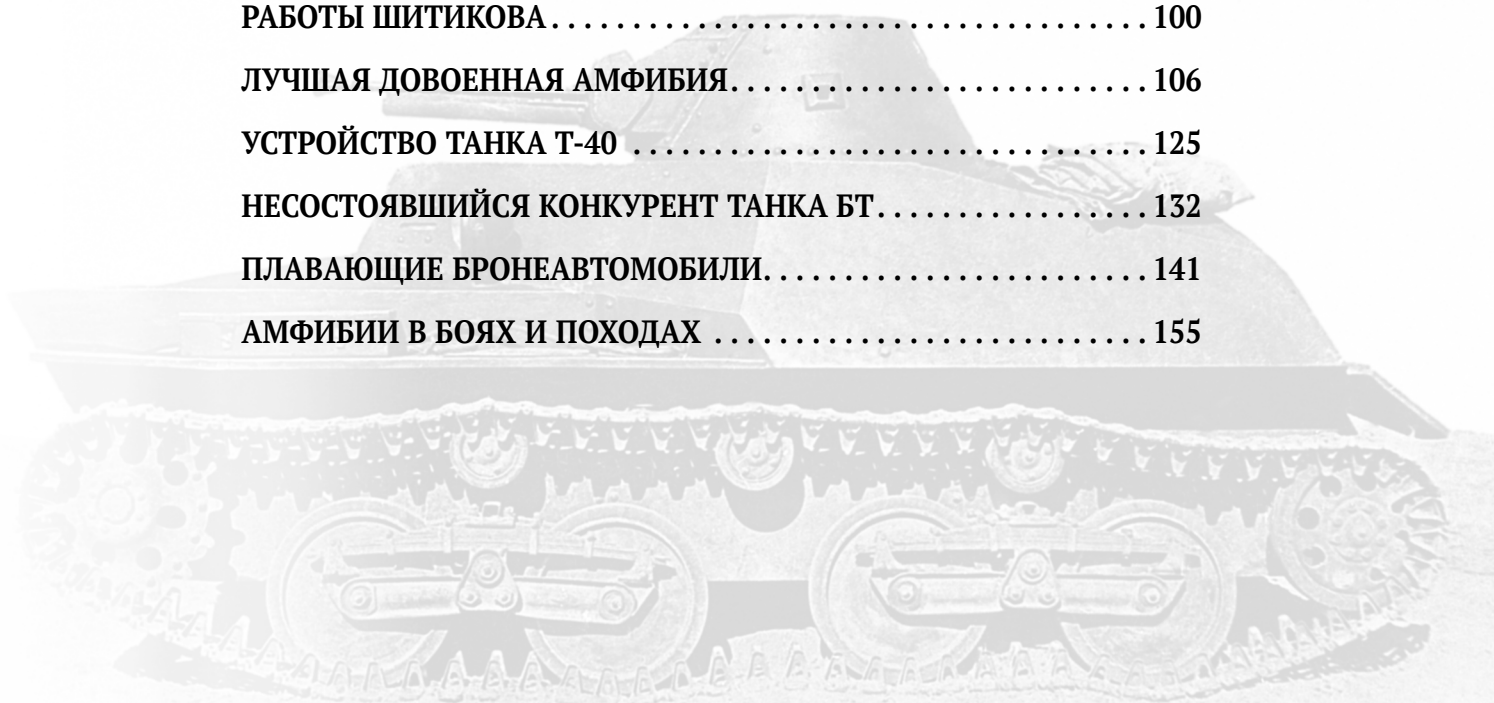 РАБОТЫ ШИТИКОВА . . . . . . . . . . . . . . . . . . . . . . . . . . . . . . . . . . . . 100
ЛУЧШАЯ ДОВОЕННАЯ АМФИБИЯ . . . . . . . . . . . . . . . . . . . . . . . . . . 106
УСТРОЙСТВО ТАНКА Т-40 . . . . . . . . . . . . . . . . . . . . . . . . . . . . . . . . 125
НЕСОСТОЯВШИЙСЯ КОНКУРЕНТ ТАНКА БТ . . . . . . . . . . . . . . . . . 132
ПЛАВАЮЩИЕ БРОНЕАВТОМОБИЛИ . . . . . . . . . . . . . . . . . . . . . . . . 141
АМФИБИИ В БОЯХ И ПОХОДАХ . . . . . . . . . . . . . . . . . . . . . . . . . . . 155